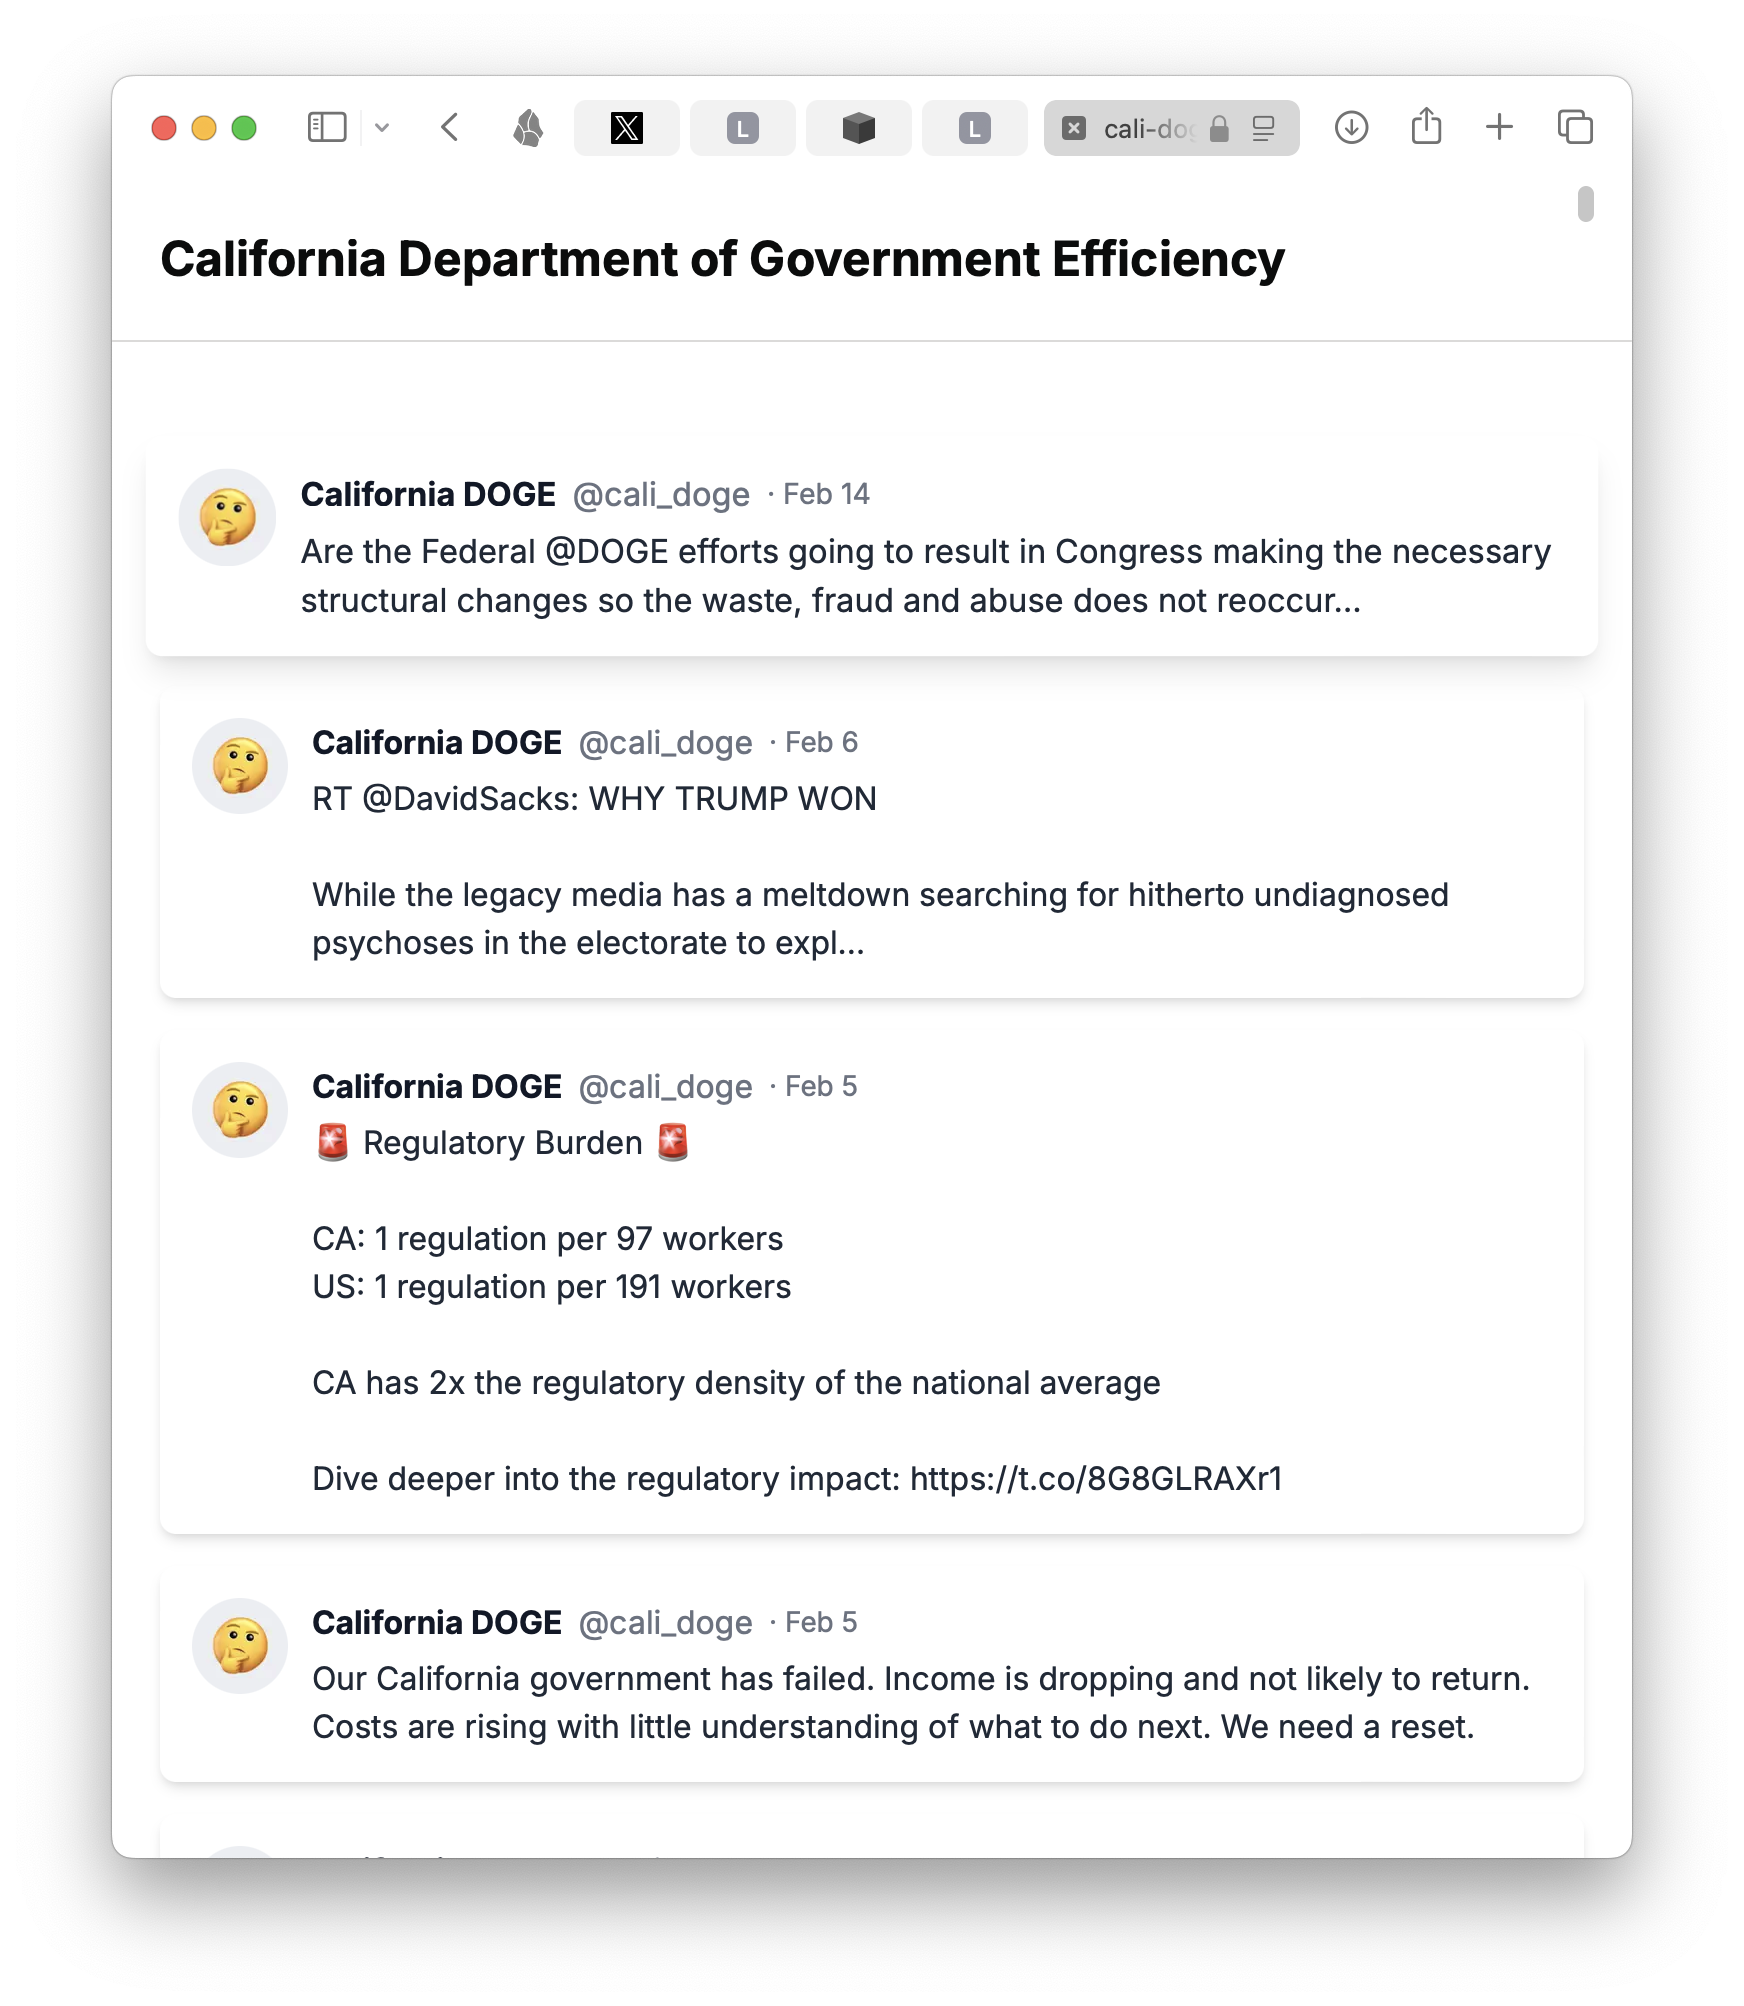 L
L
cali-do
California Department of Government Efficiency
California DOGE @cali_doge · Feb 14
Are the Federal @DOGE efforts going to result in Congress making the necessary
structural changes so the waste, fraud and abuse does not reoccur...
California DOGE @cali_doge · Feb 6
RT @DavidSacks: WHY TRUMP WON
While the legacy media has a meltdown searching for hitherto undiagnosed
psychoses in the electorate to expl...
California DOGE @cali_doge · Feb 5
🚨 Regulatory Burden 🚨
CA: 1 regulation per 97 workers
US: 1 regulation per 191 workers
CA has 2x the regulatory density of the national average
Dive deeper into the regulatory impact: https://t.co/8G8GLRAXr1
California DOGE @cali_doge · Feb 5
Our California government has failed. Income is dropping and not likely to return.
Costs are rising with little understanding of what to do next. We need a reset.